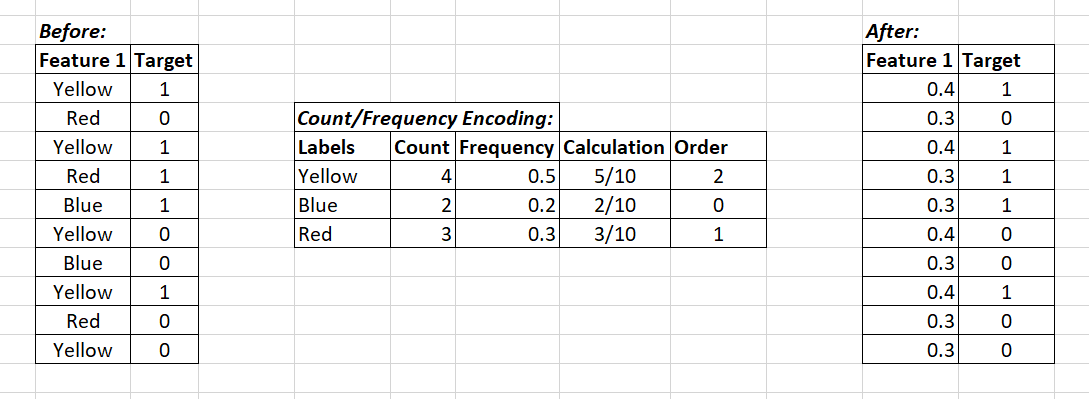 Before:
Feature 1 Target
Yellow 1
Red 0
Yellow 1
Red 1
Blue 1
Yellow 0
Blue 0
Yellow 1
Red 0
Yellow 0
Count/Frequency Encoding:
Labels Count Frequency Calculation Order
Yellow 4 0.5 5/10 2
Blue 2 0.2 2/10 0
Red 3 0.3 3/10 1
After:
Feature 1 Target
0.4 1
0.3 0
0.4 1
0.3 1
0.3 1
0.4 0
0.3 0
0.4 1
0.3 0
0.3 0